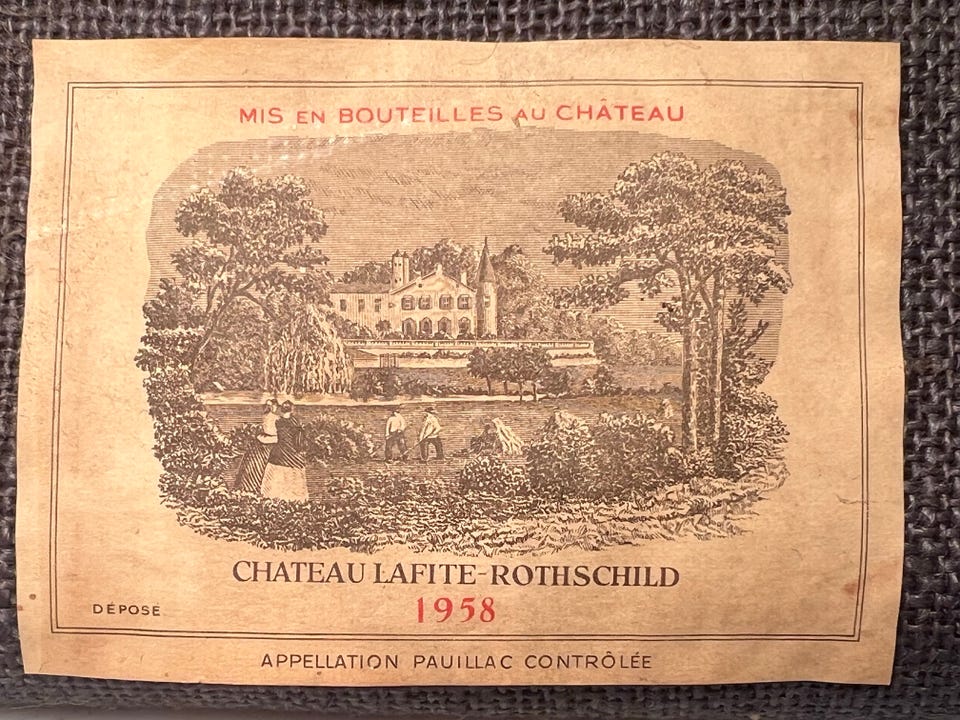 MIS EN BOUTEILLES AU CHÂTEAU
CHATEAU LAFITE-ROTHSCHILD
1958
DÉPOSÉ
APPELLATION PAUILLAC CONTRÔLÉE